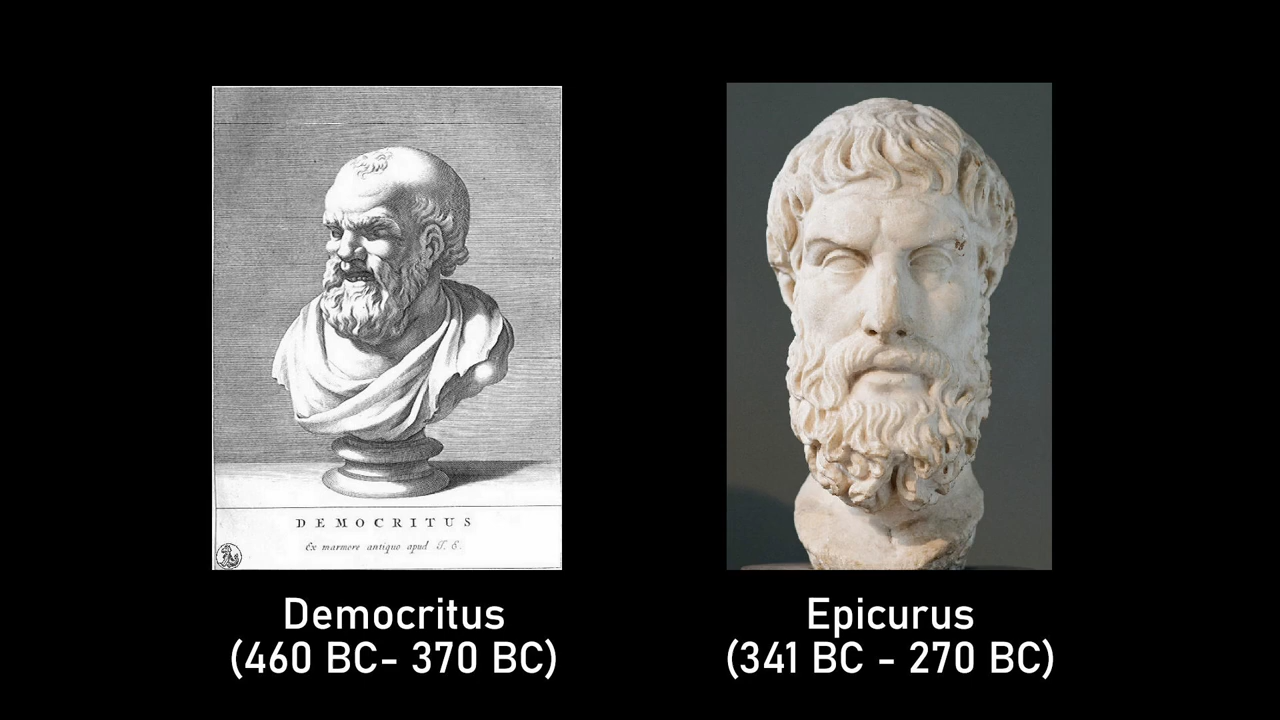 DEMOCRITUS
Ex marmore antiquo apud T. E.
Democritus
(460 BC- 370 BC)
Epicurus
(341 BC - 270 BC)